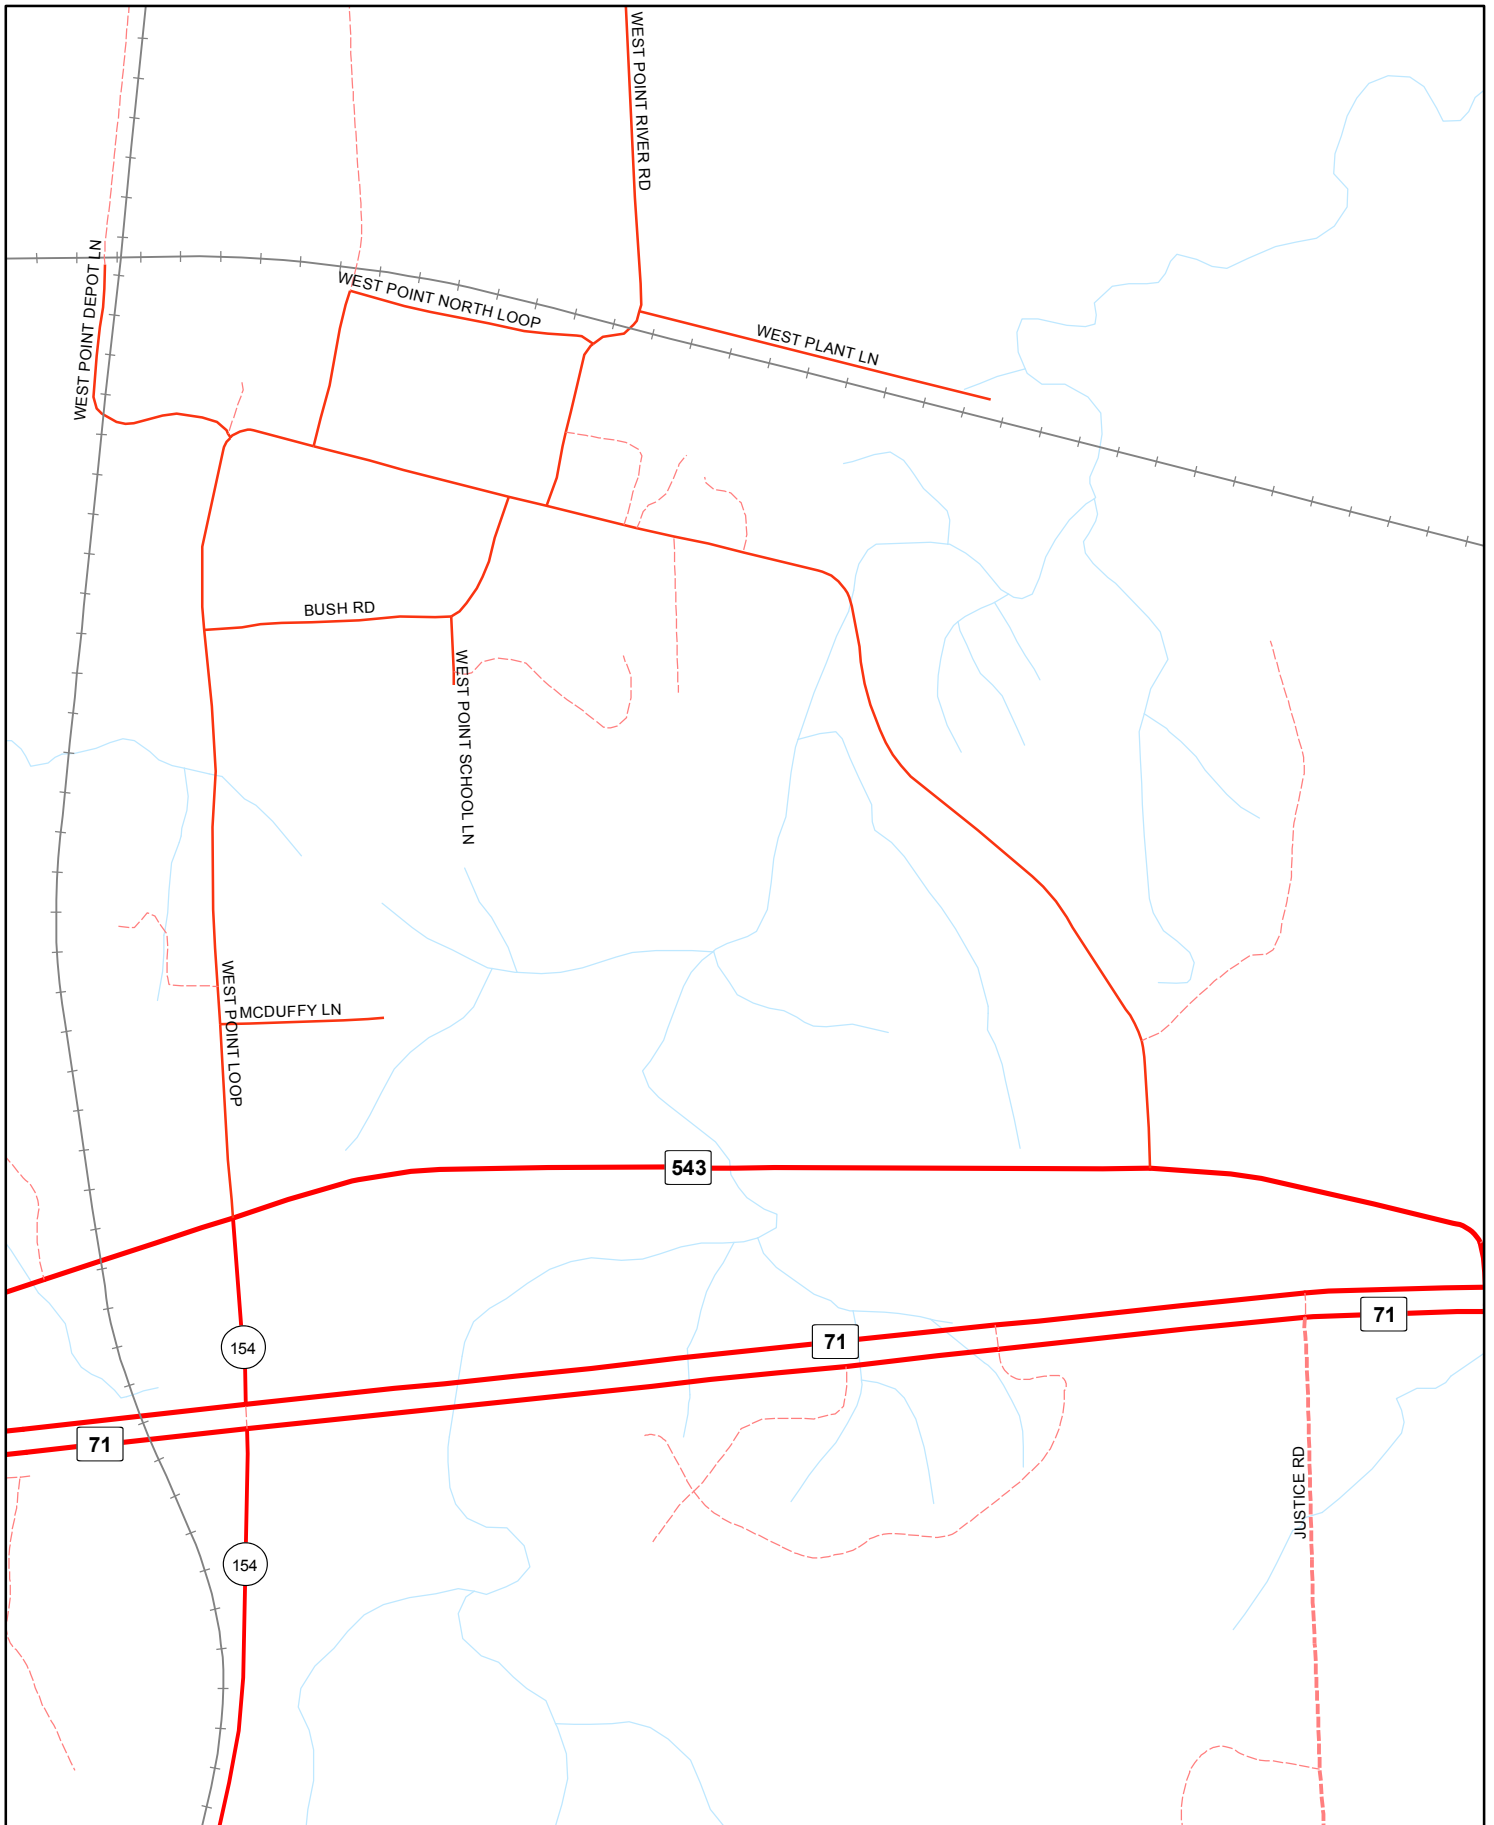 WEST POINT RIVER RD
WEST POINT DEPOT LN
WEST POINT NORTH LOOP
WEST PLANT LN
BUSH RD
WEST POINT SCHOOL LN
WEST POINT LOOP
MCDUFFY LN
543
71
71
154
71
JUSTICE RD
154